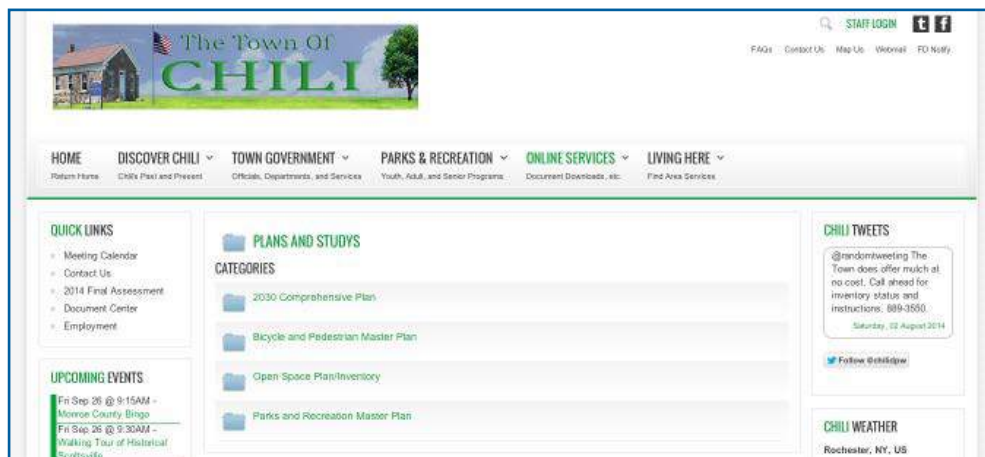 The Town Of
CHILI
STAFF LOGIN
FAQs Contact Us Map Us Webmail FD Notify
HOME DISCOVER CHILI TOWN GOVERNMENT PARKS & RECREATION ONLINE SERVICES LIVING HERE
Return Home Chili's Past and Present Officials, Departments, and Services Youth, Adult, and Senior Programs Document Downloads, etc. Find Area Services
QUICK LINKS
Meeting Calendar
Contact Us
2014 Final Assessment
Document Center
Employment
UPCOMING EVENTS
Fri Sep 26 @ 9:15AM -
Monroe County Bingo
Fri Sep 26 @ 9:30AM -
Walking Tour of Historical
Scottsville
PLANS AND STUDYS
CATEGORIES
2030 Comprehensive Plan
Bicycle and Pedestrian Master Plan
Open Space Plan/Inventory
Parks and Recreation Master Plan
CHILI TWEETS
@randomtweeting The
Town does offer mulch at
no cost. Call ahead for
inventory status and
instructions. 889-3550.
Saturday, 02 August 2014
Follow @chilidpw
CHILI WEATHER
Rochester, NY, US